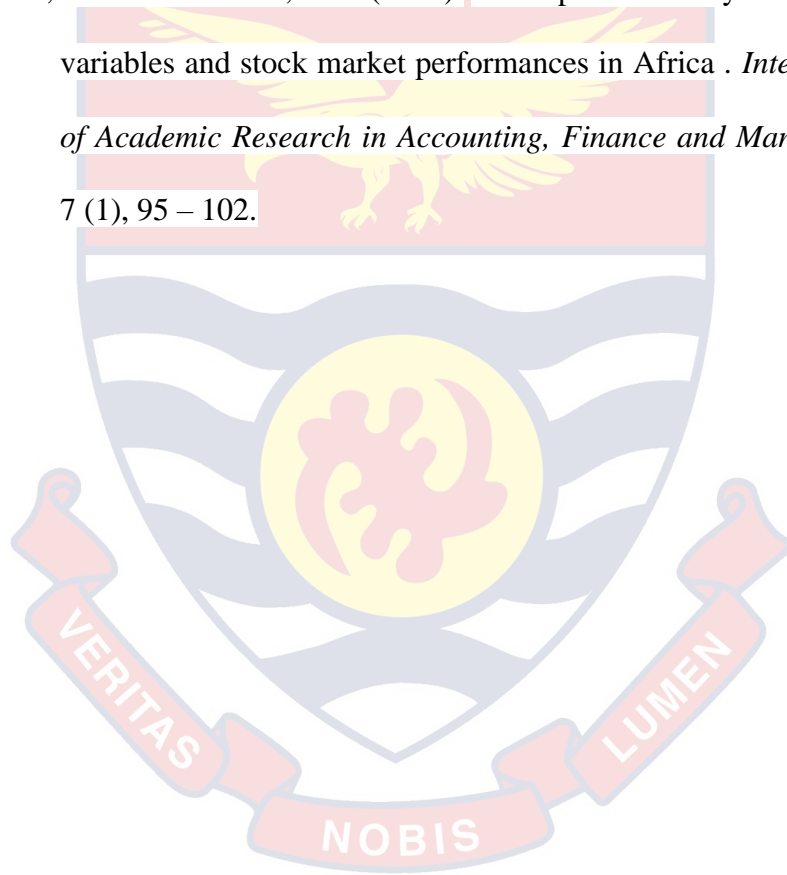 variables and stock market performances in Africa . Inte
of Academic Research in Accounting, Finance and Mar
7 (1), 95 – 102.
VERITAS
NOBIS
LUMEN